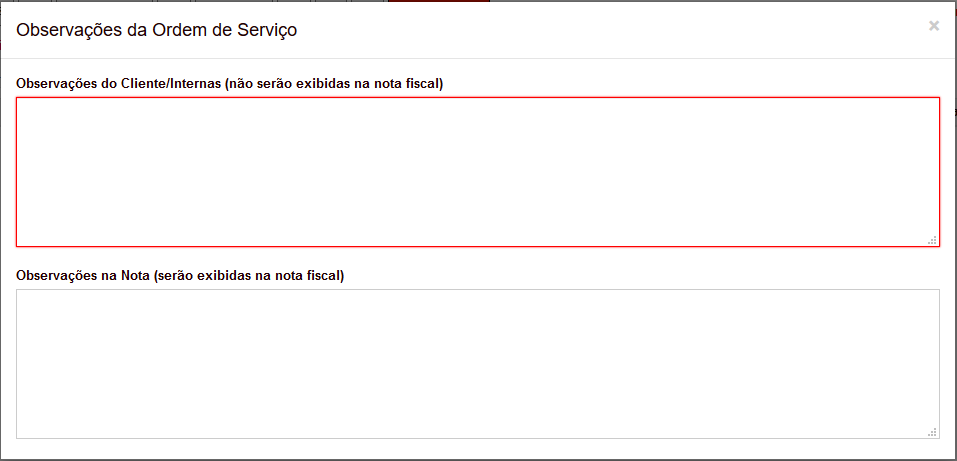 Observações da Ordem de Serviço
×
Observações do Cliente/Internas (não serão exibidas na nota fiscal)
Observações na Nota (serão exibidas na nota fiscal)